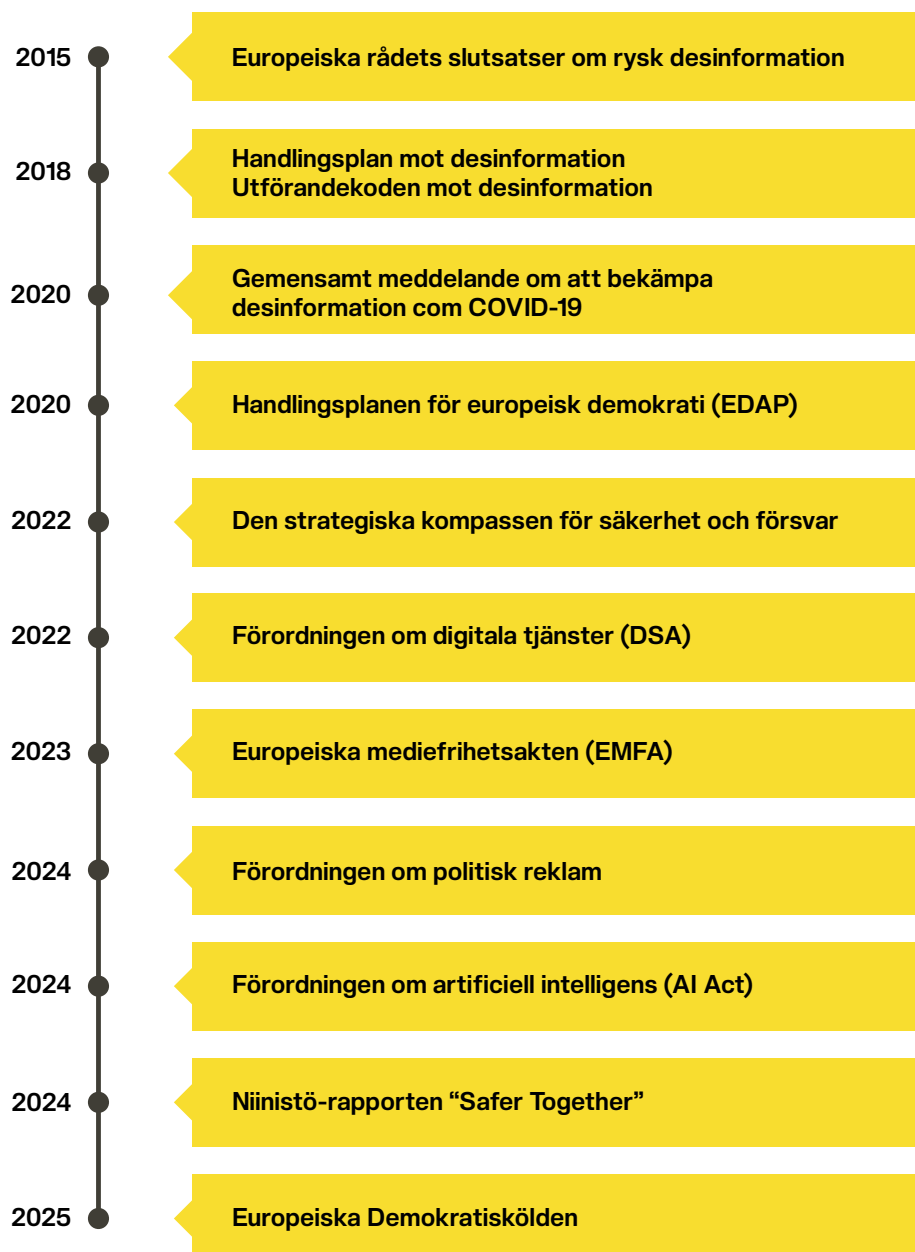 2015
Europeiska rådets slutsatser om rysk desinformation
2018
Handlingsplan mot desinformation
Utförandekoden mot desinformation
2020
Gemensamt meddelande om att bekämpa
desinformation com COVID-19
2020
Handlingsplanen för europeisk demokrati (EDAP)
2022
Den strategiska kompassen för säkerhet och försvar
2022
Förordningen om digitala tjänster (DSA)
2023
Europeiska mediefrihetsakten (EMFA)
2024
Förordningen om politisk reklam
2024
Förordningen om artificiell intelligens (AI Act)
2024
Niinistö-rapporten “Safer Together”
2025
Europeiska Demokratiskölden